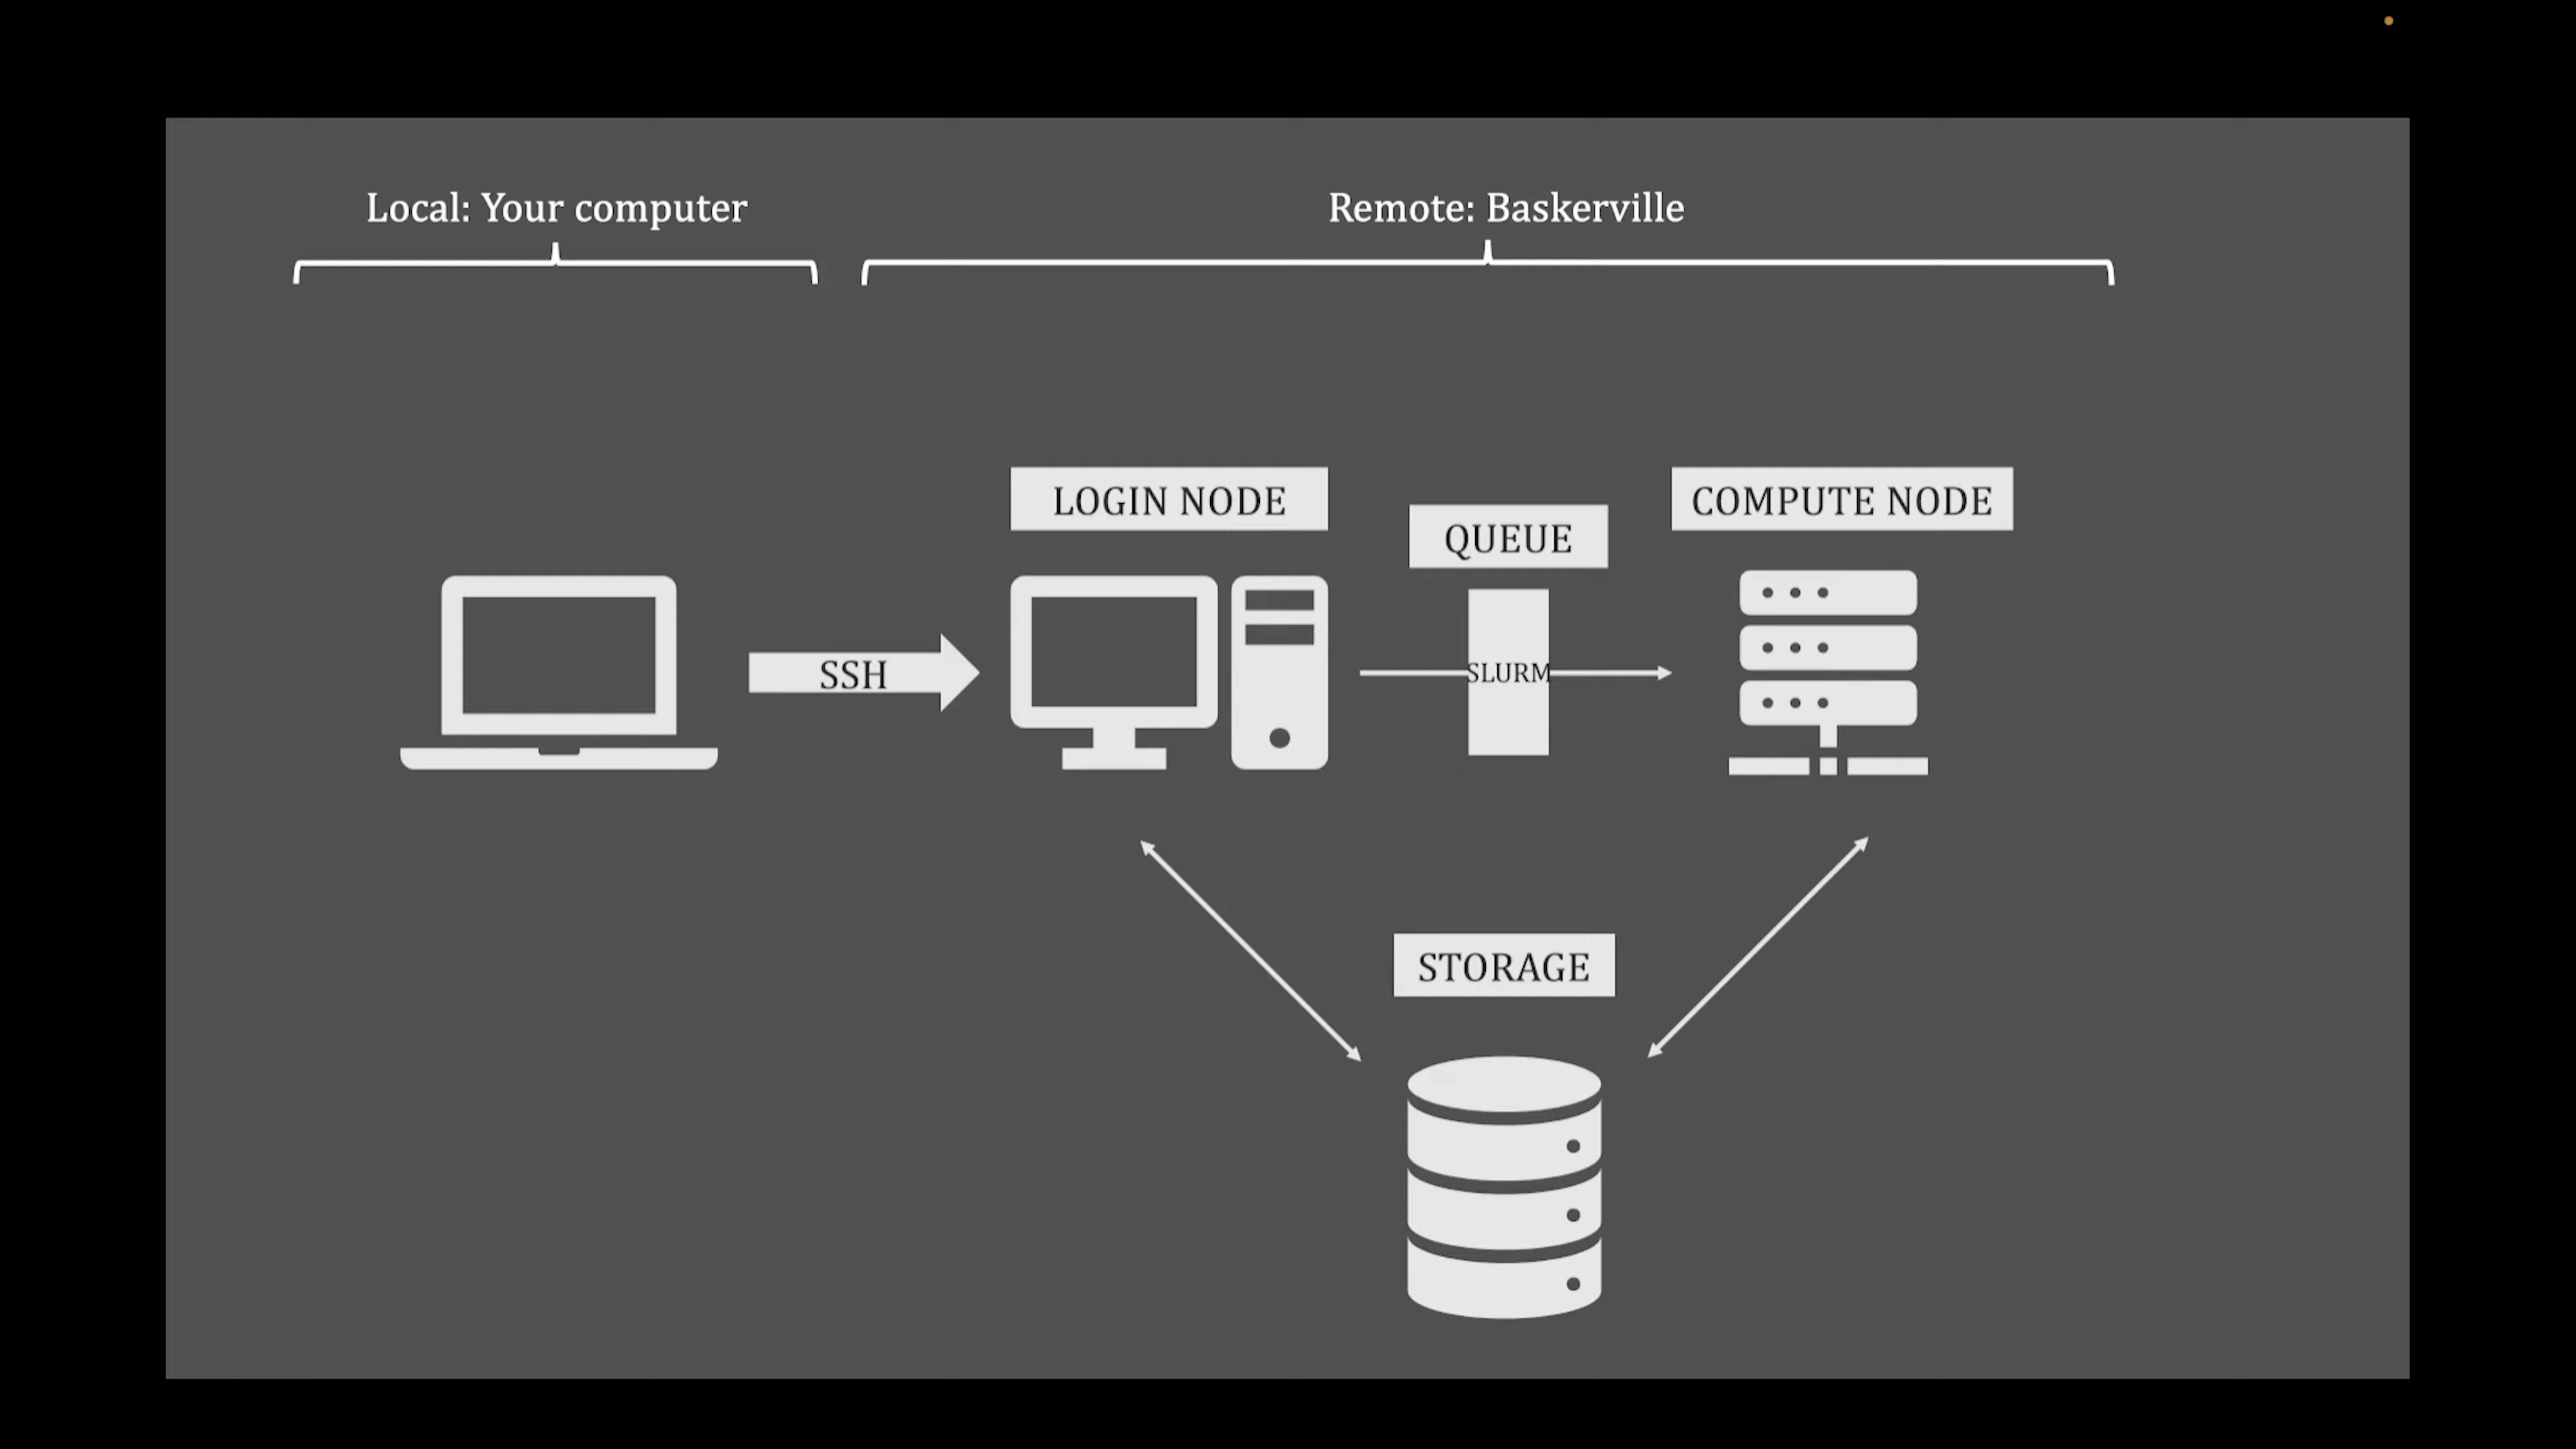 Local: Your computer
Remote: Baskerville
LOGIN NODE
QUEUE
COMPUTE NODE
SSH
SLURM
STORAGE